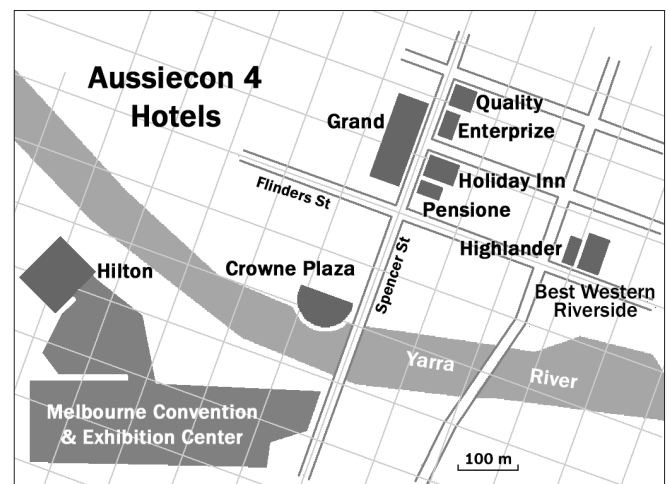 Aussiecon 4
Hotels
Quality
Grand
Enterprize
Holiday Inn
Flinders St
Pensione
Highlander
Spencer St
Hilton
Crowne Plaza
Best Western
Riverside
Yarra
River
Melbourne Convention
& Exhibition Center
100 m